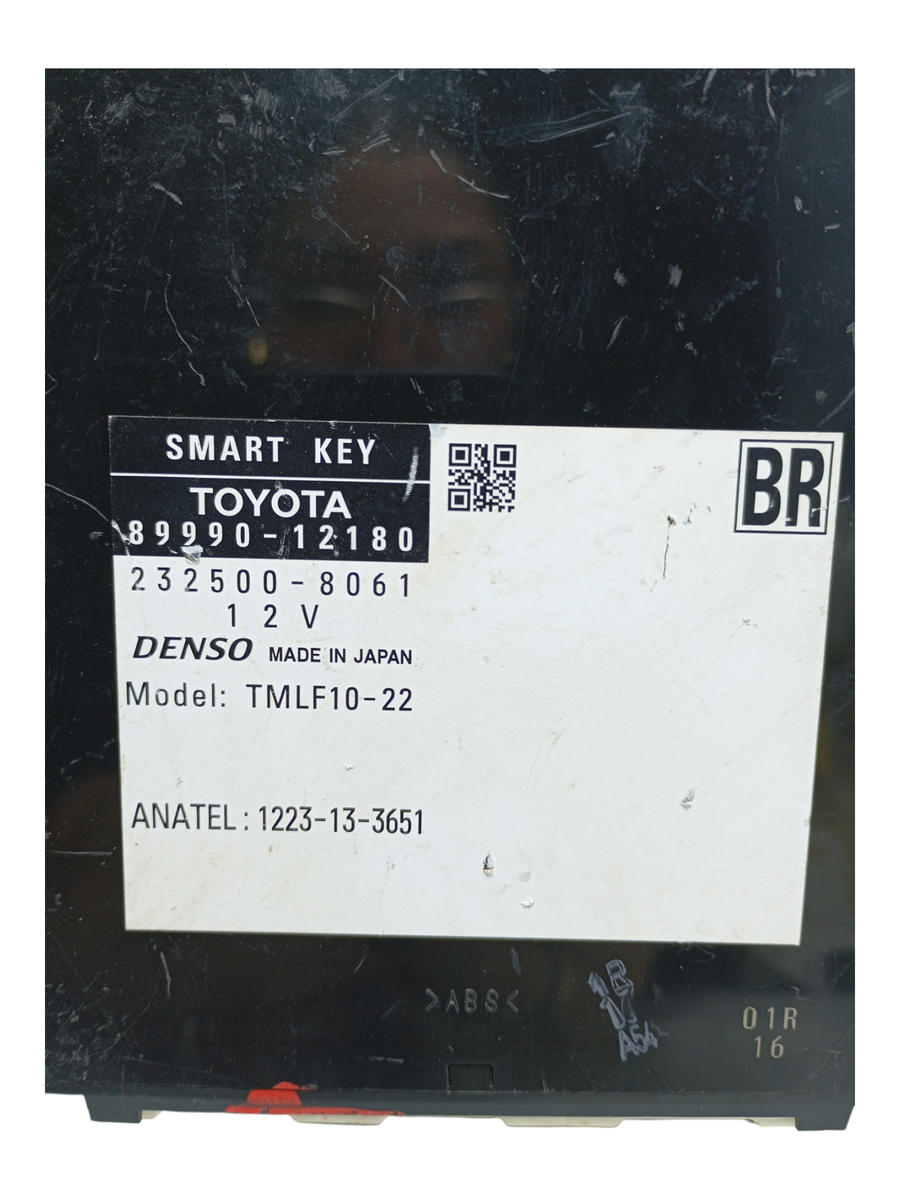 SMART KEY
TOYOTA
89990-12180
232500-8061
12V
DENSO MADE IN JAPAN
Model: TMLF10-22
ANATEL: 1223-13-3651
BR
>ABS<
A54
01R
16